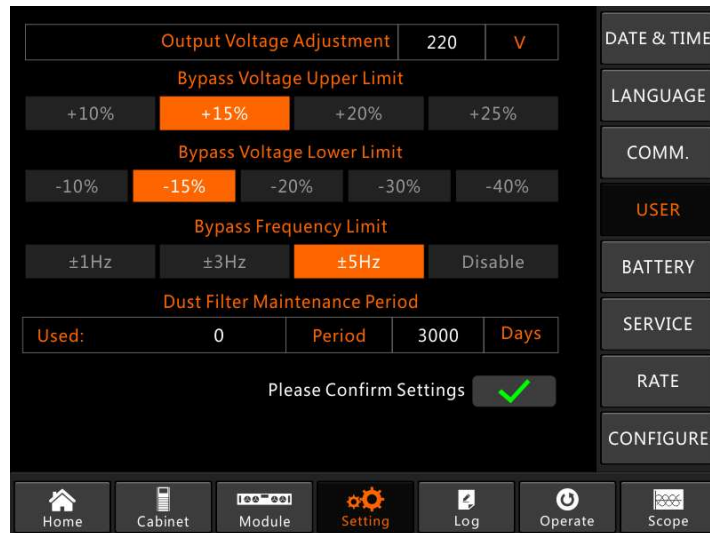 Output Voltage Adjustment 220 V
Bypass Voltage Upper Limit
+10% +15% +20% +25%
Bypass Voltage Lower Limit
-10% -15% -20% -30% -40%
Bypass Frequency Limit
±1Hz ±3Hz ±5Hz Disable
Dust Filter Maintenance Period
Used: 0 Period 3000 Days
Please Confirm Settings
DATE & TIME
LANGUAGE
COMM.
USER
BATTERY
SERVICE
RATE
CONFIGURE
Home Cabinet Module Setting Log Operate Scope